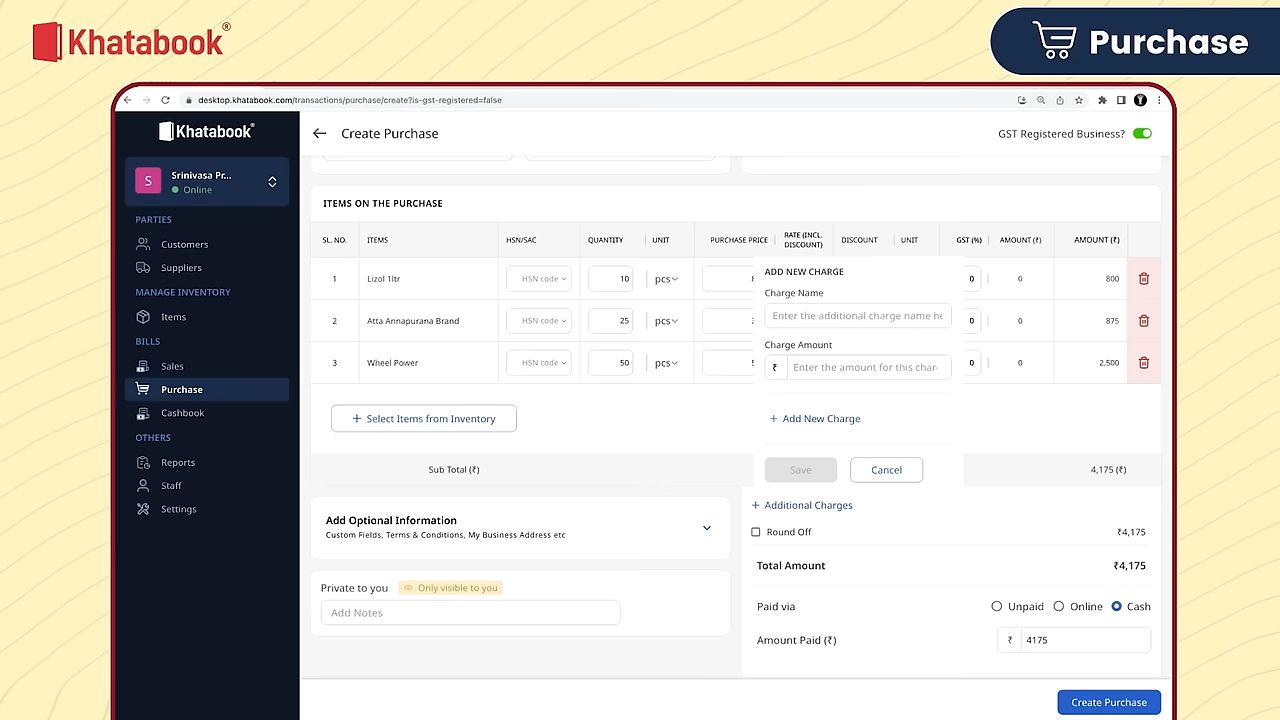 Khatabook®
Purchase
desktop.khatabook.com/transactions/purchase/create?is-gst-registered=false
Khatabook®
Create Purchase
GST Registered Business?
S
Srinivasa Pr...
Online
PARTIES
Customers
Suppliers
MANAGE INVENTORY
Items
BILLS
Sales
Purchase
Cashbook
OTHERS
Reports
Staff
Settings
ITEMS ON THE PURCHASE
SL. NO. ITEMS HSN/SAC QUANTITY UNIT PURCHASE PRICE RATE (INCL. DISCOUNT) DISCOUNT UNIT GST (%) AMOUNT (₹) AMOUNT (₹)
1 Lizol 1ltr HSN code 10 pcs 0 0 800
2 Atta Annapurana Brand HSN code 25 pcs 0 0 875
3 Wheel Power HSN code 50 pcs 0 0 2,500
ADD NEW CHARGE
Charge Name
Enter the additional charge name he
Charge Amount
₹ Enter the amount for this char
+ Add New Charge
Save Cancel
+ Select Items from Inventory
Sub Total (₹) 4,175 (₹)
Add Optional Information
Custom Fields, Terms & Conditions, My Business Address etc
Private to you Only visible to you
Add Notes
+ Additional Charges
Round Off ₹4,175
Total Amount ₹4,175
Paid via Unpaid Online Cash
Amount Paid (₹) ₹ 4175
Create Purchase